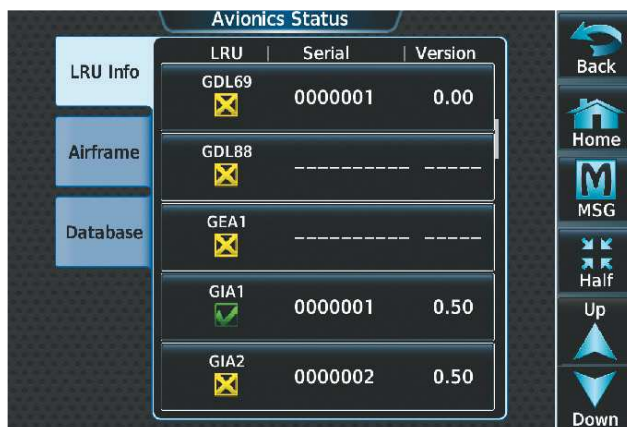 Avionics Status
LRU Info
Airframe
Database
LRU | Serial | Version
GDL69
0000001 0.00
GDL88
---------- -----
GEA1
---------- -----
GIA1
0000001 0.50
GIA2
0000002 0.50
Back
Home
MSG
Half
Up
Down